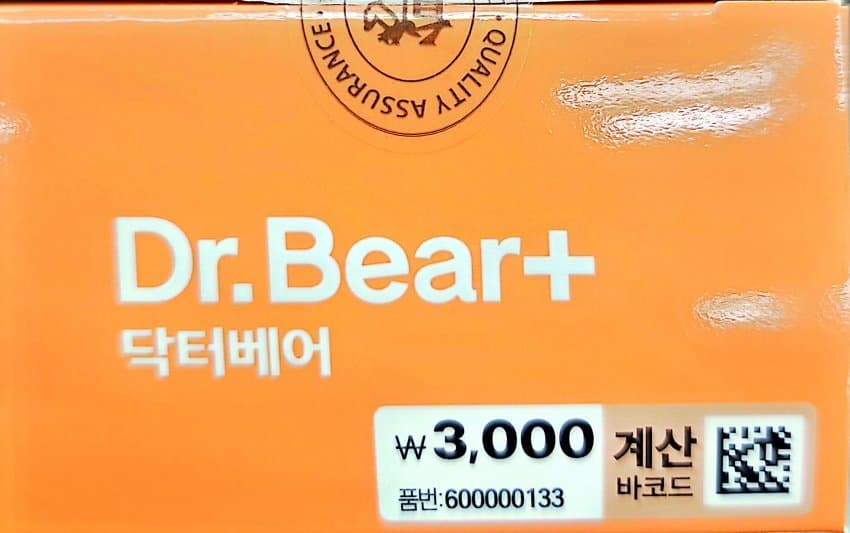 · QUALITY ASSURANCE ·
Dr.Bear+
닥터베어
₩3,000
계산
품번:600000133
바코드